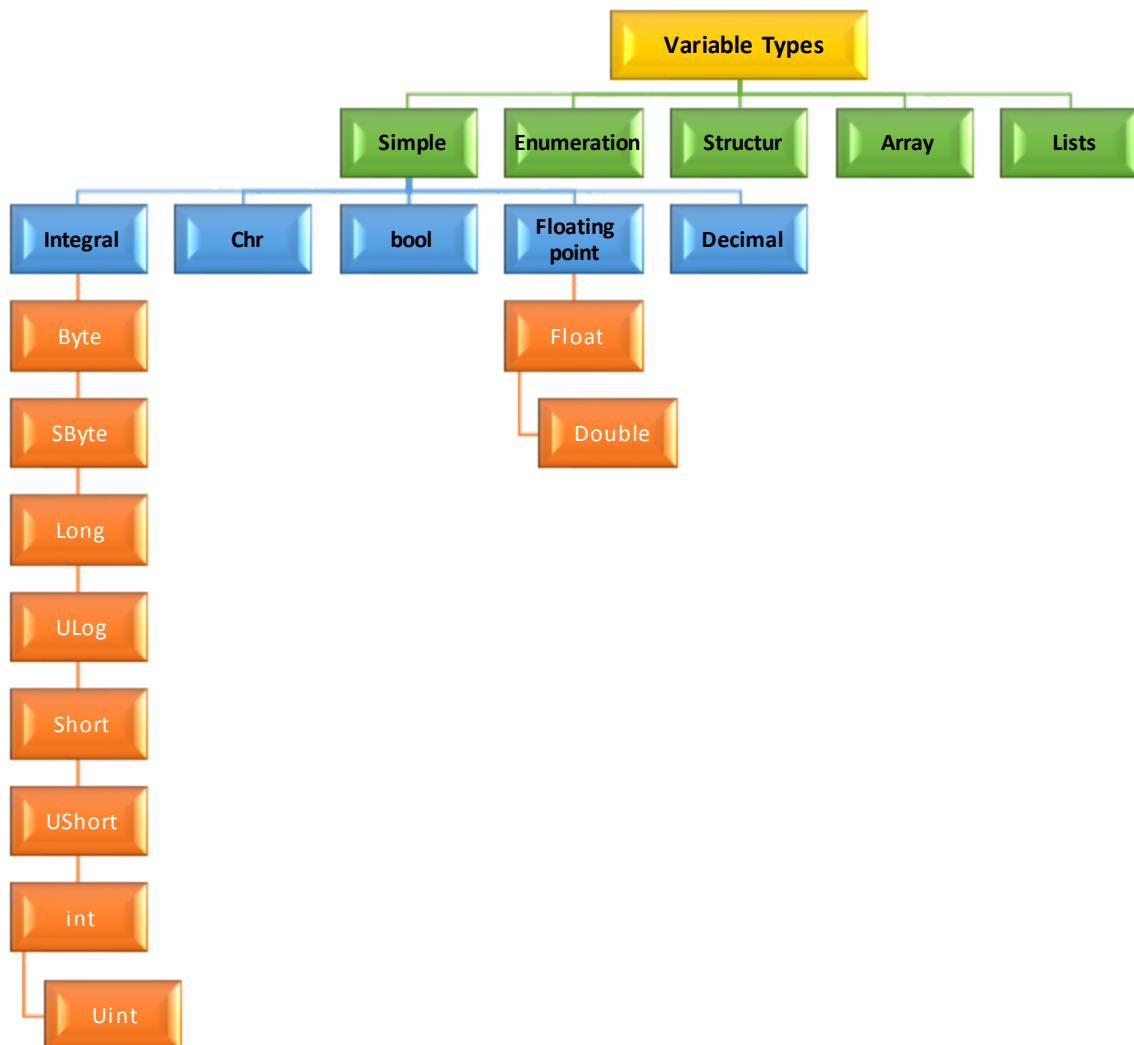 Variable Types
Simple
Enumeration
Structur
Array
Lists
Integral
Chr
bool
Floating
point
Decimal
Byte
Float
SByte
Double
Long
ULog
Short
UShort
int
Uint